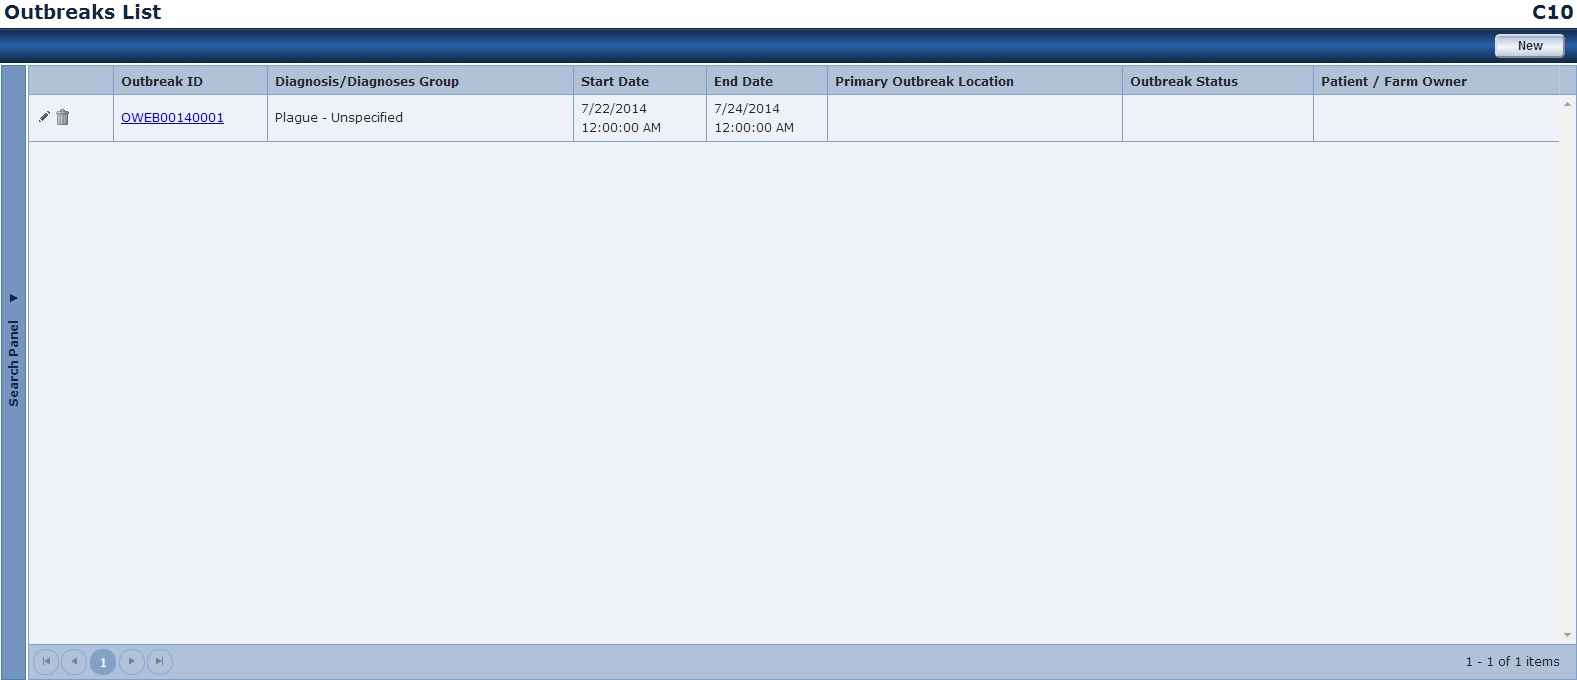 Outbreaks List
C10
New
Outbreak ID
Diagnosis/Diagnoses Group
Start Date
End Date
Primary Outbreak Location
Outbreak Status
Patient / Farm Owner
OWEB00140001
Plague - Unspecified
7/22/2014
12:00:00 AM
7/24/2014
12:00:00 AM
Search Panel
1
1 - 1 of 1 items